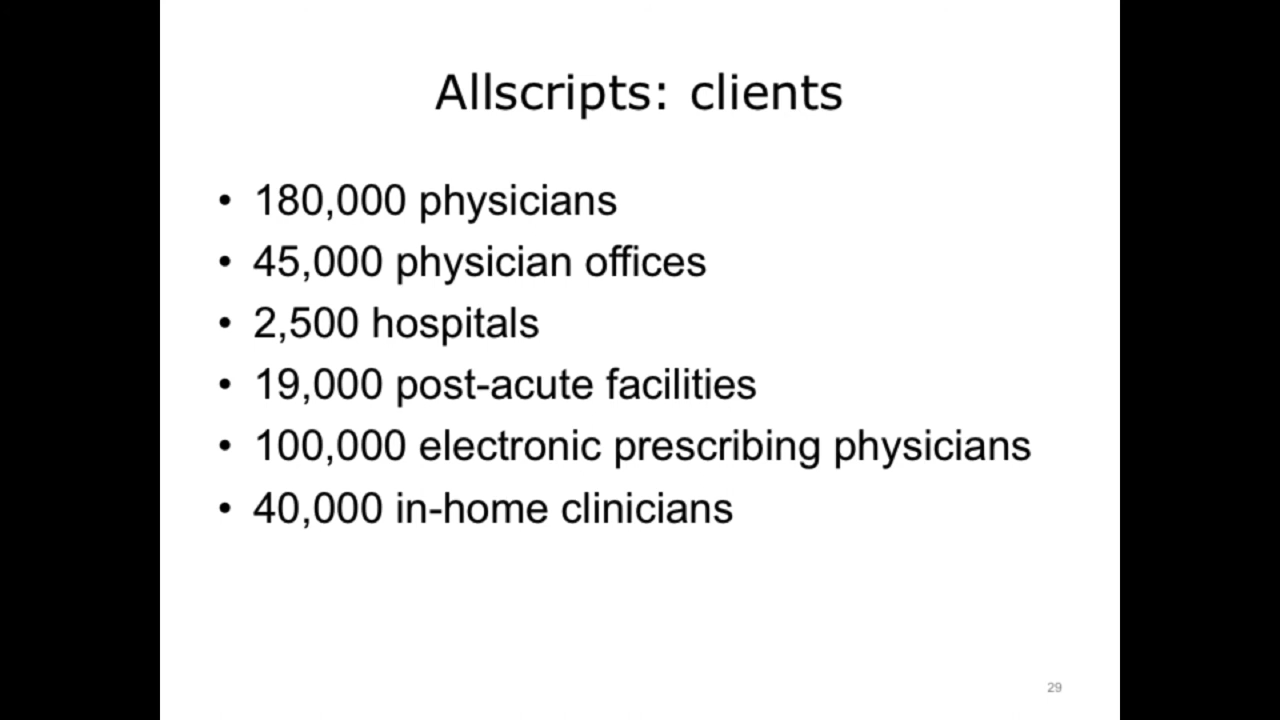 Allscripts: clients
• 180,000 physicians
• 45,000 physician offices
• 2,500 hospitals
• 19,000 post-acute facilities
• 100,000 electronic prescribing physicians
• 40,000 in-home clinicians
29